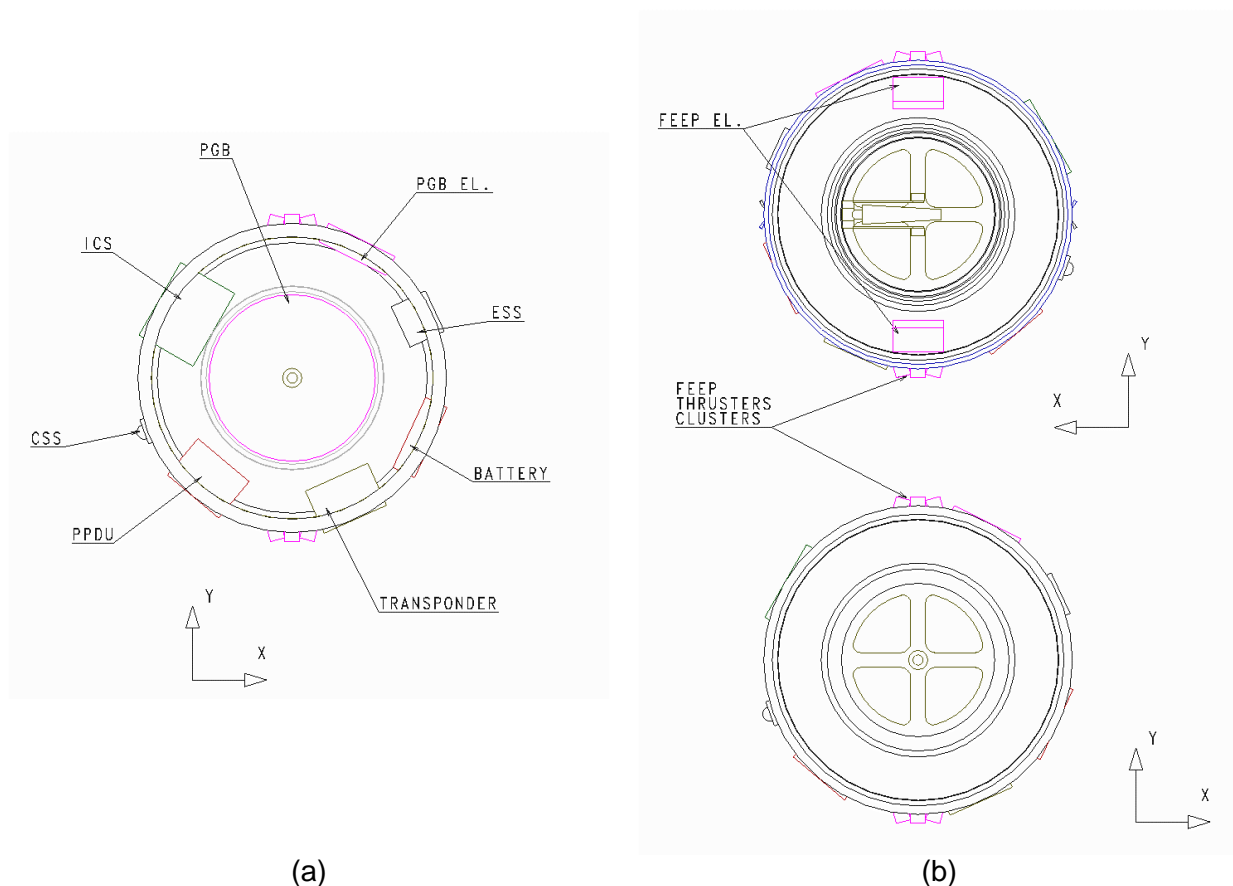 PGB
PGB EL.
ICS
ESS
CSS
BATTERY
PPDU
TRANSPONDER
Y
X
(a)
FEEP EL.
Y
X
FEEP
THRUSTERS
CLUSTERS
Y
X
(b)